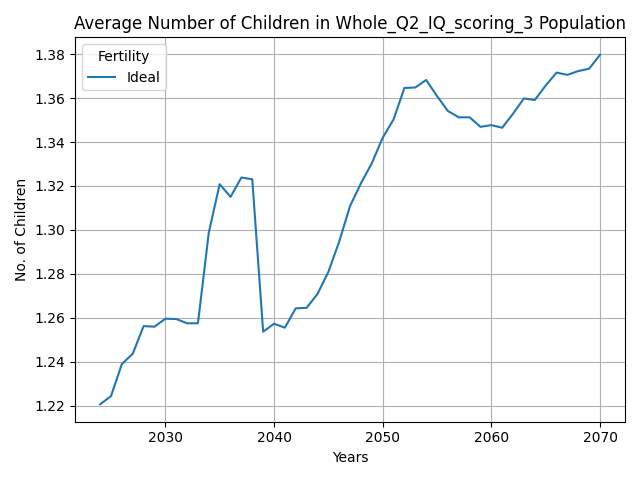 Average Number of Children in Whole_Q2_IQ_scoring_3 Population
Fertility
Ideal
No. of Children
1.38
1.36
1.34
1.32
1.30
1.28
1.26
1.24
1.22
2030 2040 2050 2060 2070
Years